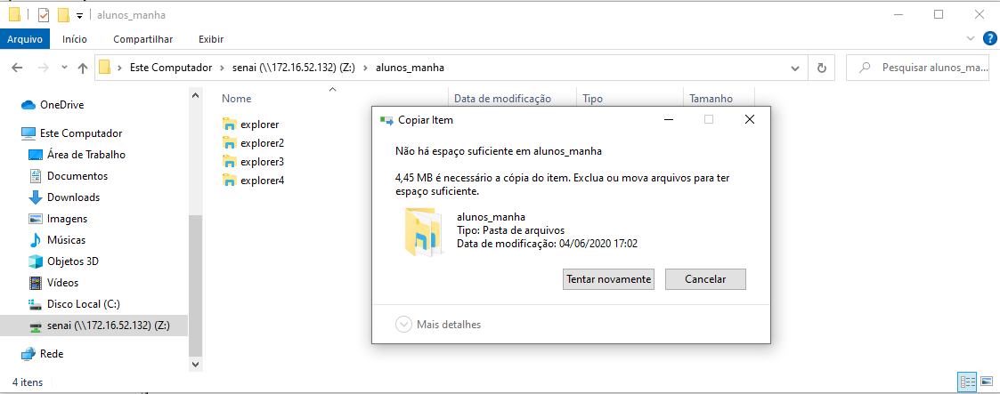 alunos_manha
Arquivo Início Compartilhar Exibir
Este Computador senai (\\172.16.52.132) (Z:) alunos_manha
Pesquisar alunos_ma...
OneDrive
Este Computador
Área de Trabalho
Documentos
Downloads
Imagens
Músicas
Objetos 3D
Vídeos
Disco Local (C:)
senai (\\172.16.52.132) (Z:)
Rede
Nome Data de modificação Tipo Tamanho
explorer
explorer2
explorer3
explorer4
Copiar Item
Não há espaço suficiente em alunos_manha
4,45 MB é necessário a cópia do item. Exclua ou mova arquivos para ter
espaço suficiente.
alunos_manha
Tipo: Pasta de arquivos
Data de modificação: 04/06/2020 17:02
Tentar novamente Cancelar
Mais detalhes
4 itens